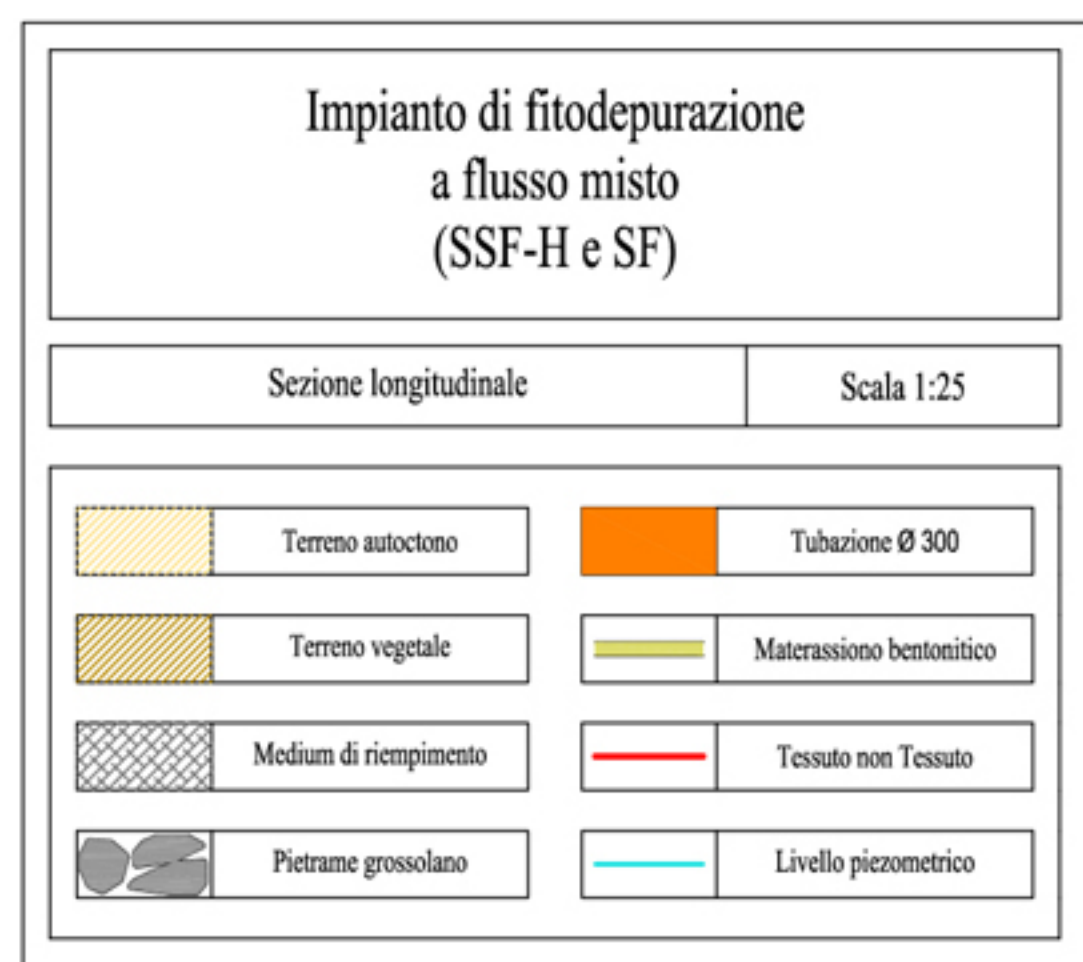 Impianto di fitodepurazione
a flusso misto
(SSF-H e SF)
Sezione longitudinale
Scala 1:25
Terreno autoctono
Tubazione Ø 300
Terreno vegetale
Materassiono bentonitico
Medium di riempimento
Tessuto non Tessuto
Pietrame grossolano
Livello piezometrico